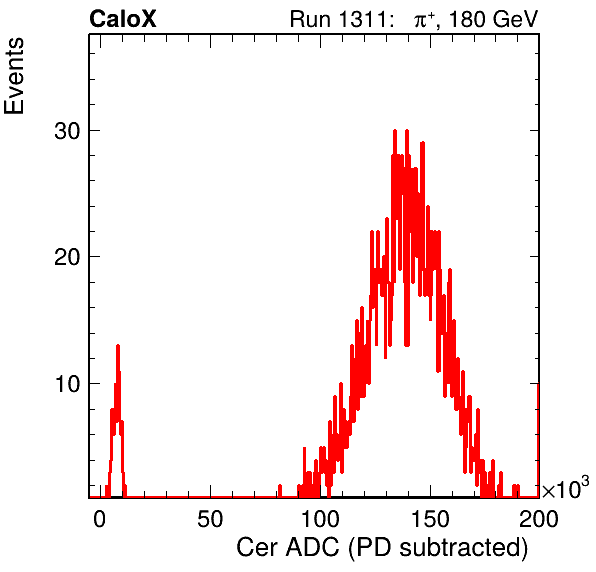 CaloX Run 1311: π⁺, 180 GeV
Events
30
20
10
0 50 100 150 200
×10³
Cer ADC (PD subtracted)